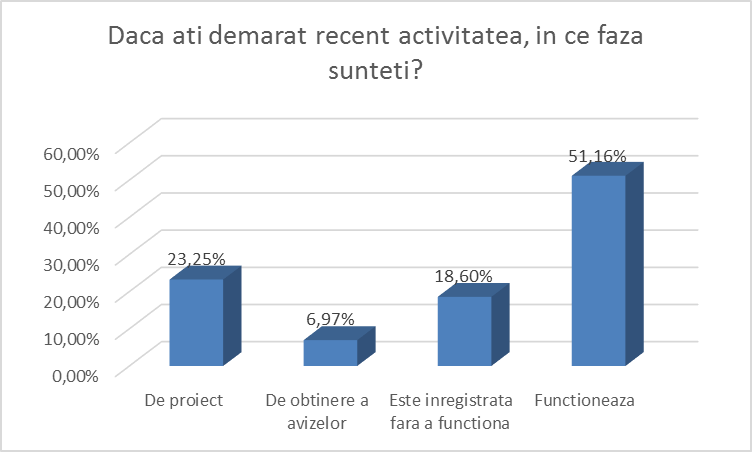 Daca ati demarat recent activitatea, in ce faza
sunteti?
60,00%
50,00%
40,00%
30,00%
20,00%
10,00%
0,00%
23,25%
6,97%
18,60%
51,16%
De proiect
De obtinere a
avizelor
Este inregistrata
fara a functiona
Functioneaza